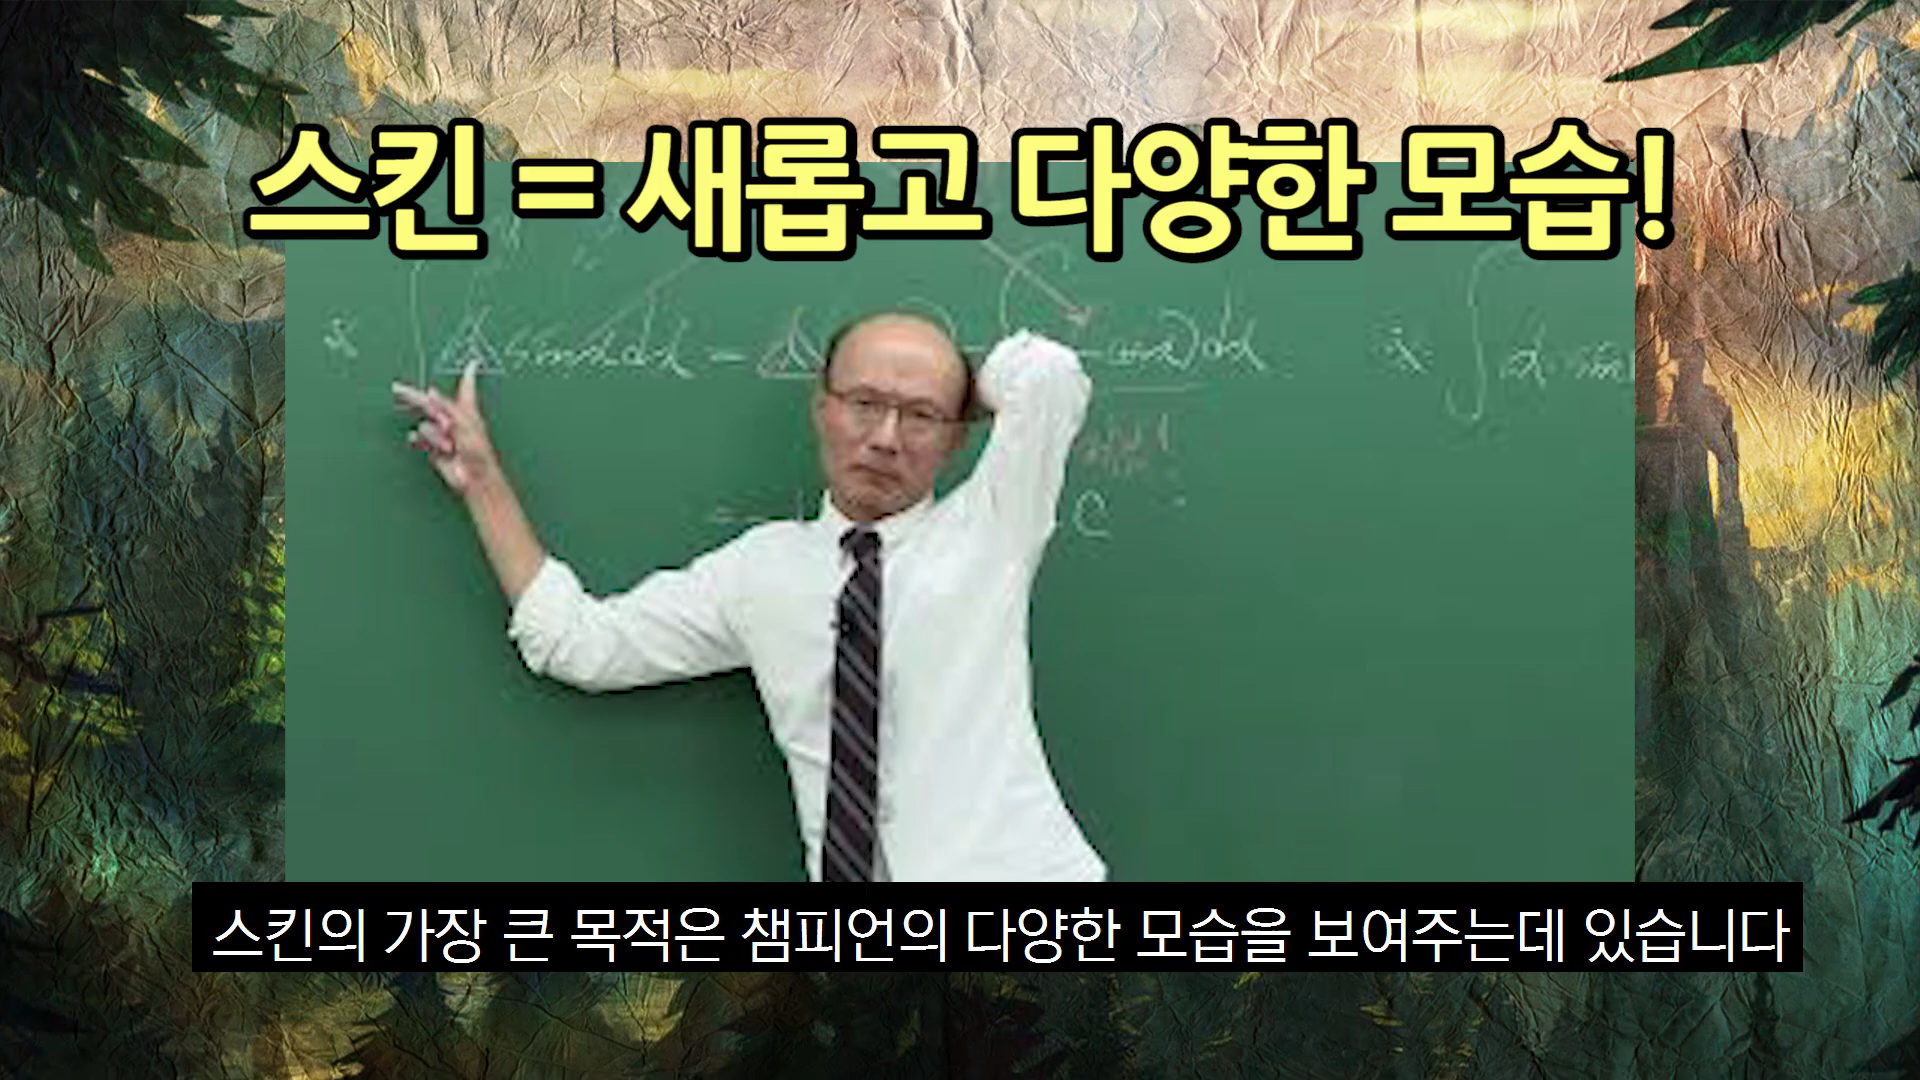 스킨 = 새롭고 다양한 모습!
스킨의 가장 큰 목적은 챔피언의 다양한 모습을 보여주는데 있습니다